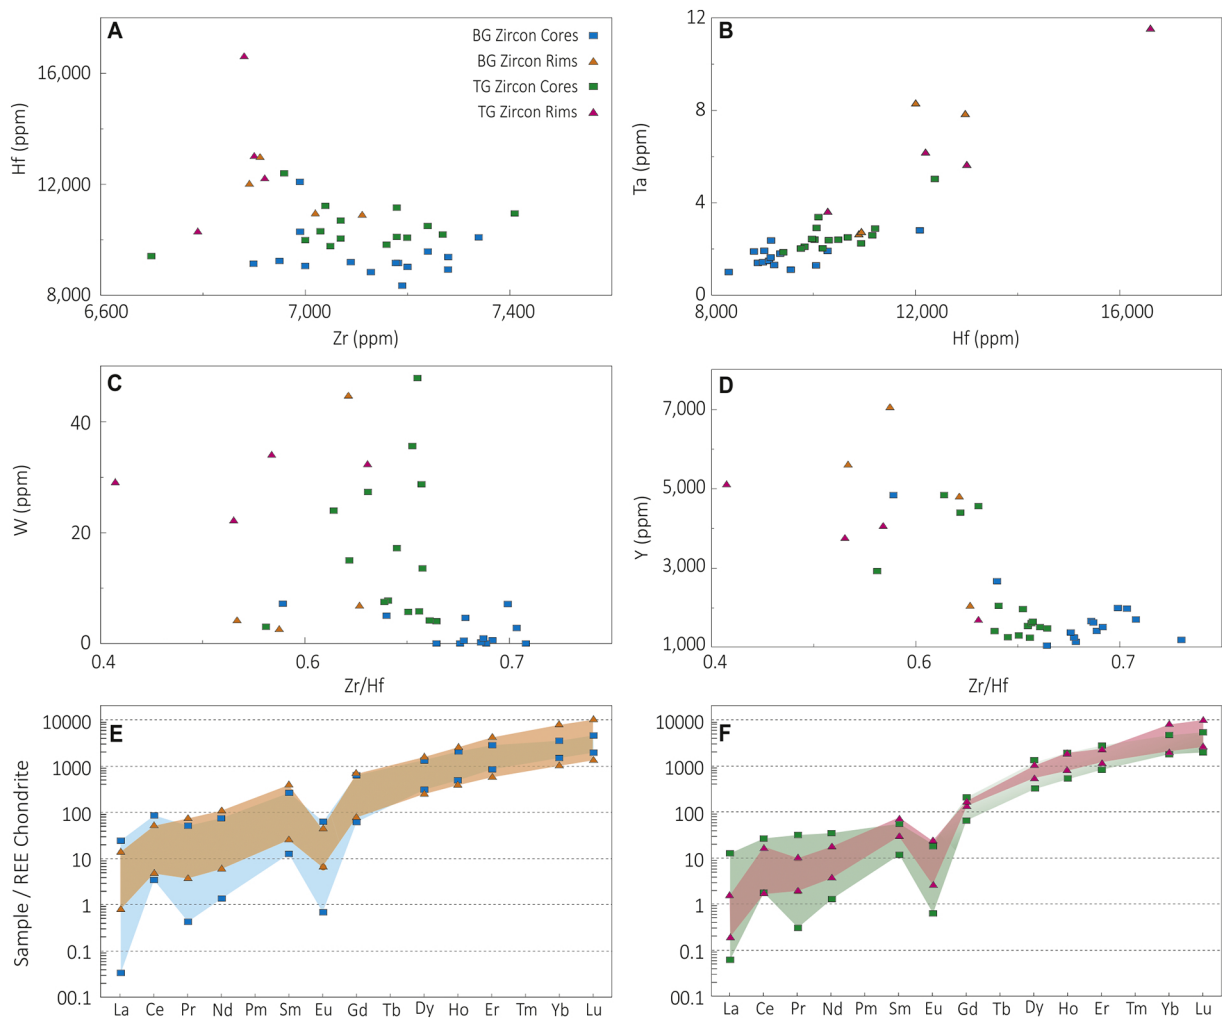 A
BG Zircon Cores
BG Zircon Rims
TG Zircon Cores
TG Zircon Rims
16,000
12,000
8,000
Hf (ppm)
6,600 7,000 7,400
Zr (ppm)
B
12
8
4
0
Ta (ppm)
8,000 12,000 16,000
Hf (ppm)
C
40
20
0
W (ppm)
0.4 0.6 0.7
Zr/Hf
D
7,000
5,000
3,000
1,000
Y (ppm)
0.4 0.6 0.7
Zr/Hf
E
10000
1000
100
10
1
0.1
00.1
Sample / REE Chondrite
La Ce Pr Nd Pm Sm Eu Gd Tb Dy Ho Er Tm Yb Lu
F
10000
1000
100
10
1
0.1
00.1
La Ce Pr Nd Pm Sm Eu Gd Tb Dy Ho Er Tm Yb Lu